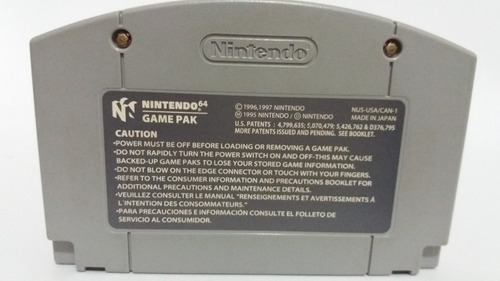 Nintendo
NINTENDO 64
GAME PAK
© 1996,1997 NINTENDO
NUS-USA/CAN-1
Ⓜ 1995 NINTENDO / Ⓓ NINTENDO
MADE IN JAPAN
U.S. PATENTS : 4,799,635; 5,070,479; 5,426,762 & D376,795
MORE PATENTS ISSUED AND PENDING. SEE BOOKLET.
CAUTION
•POWER MUST BE OFF BEFORE LOADING OR REMOVING A GAME PAK.
•DO NOT RAPIDLY TURN THE POWER SWITCH ON AND OFF-THIS MAY CAUSE
BACKED-UP GAME PAKS TO LOSE YOUR STORED GAME INFORMATION.
•DO NOT BLOW ON THE EDGE CONNECTOR OR TOUCH WITH YOUR FINGERS.
•REFER TO THE CONSUMER INFORMATION AND PRECAUTIONS BOOKLET FOR
ADDITIONAL PRECAUTIONS AND MAINTENANCE DETAILS.
•VEUILLEZ CONSULTER LE MANUAL "RENSEIGNEMENTS ET AVERTISSEMENTS À
L'INTENTION DES CONSOMMATEURS."
•PARA PRECAUCIONES E INFORMACIÓN CONSULTE EL FOLLETO DE
SERVICIO AL CONSUMIDOR.